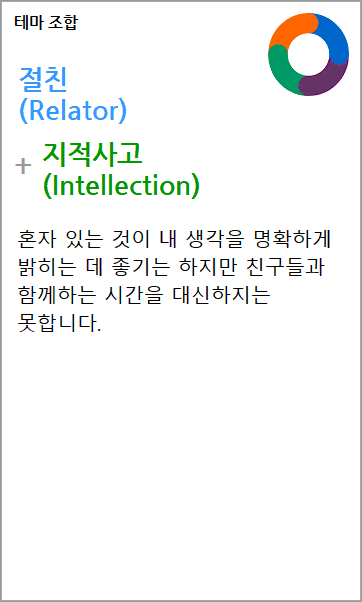 테마 조합
절친
(Relator)
+ 지적사고
(Intellection)
혼자 있는 것이 내 생각을 명확하게
밝히는 데 좋기는 하지만 친구들과
함께하는 시간을 대신하지는
못합니다.